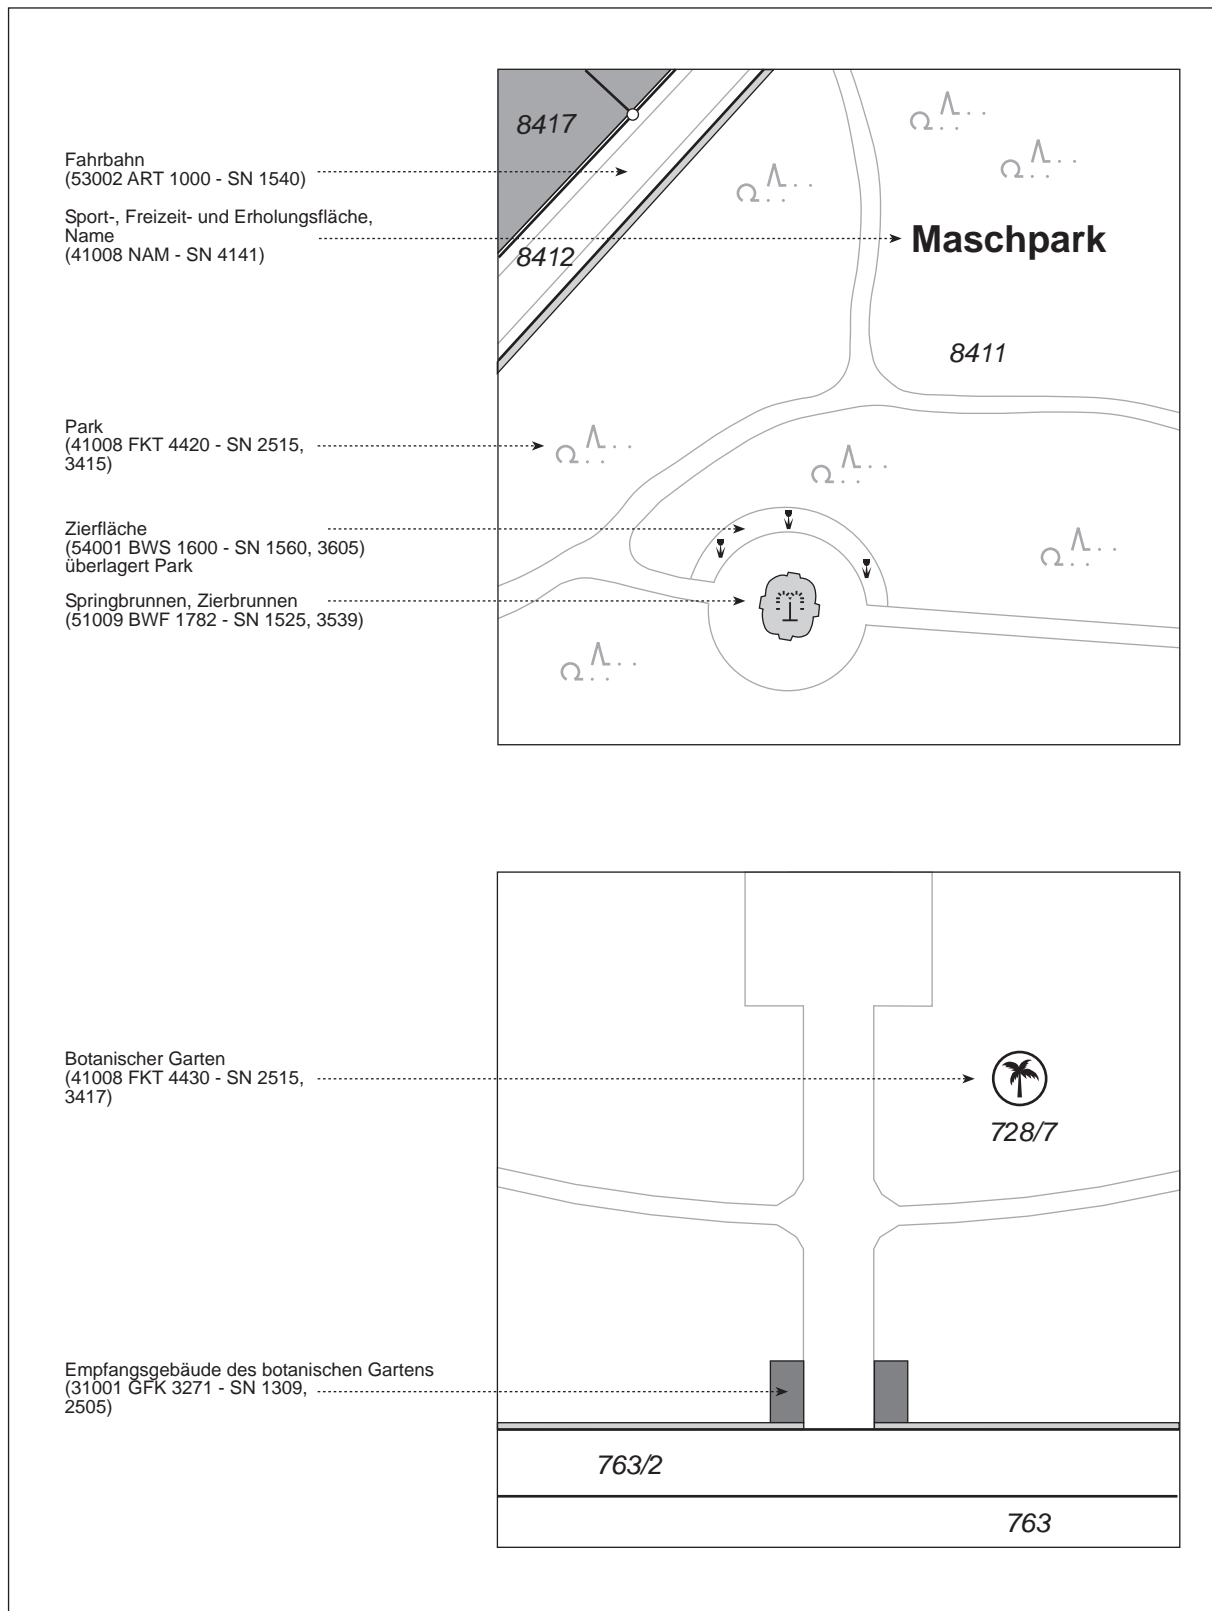 8417
Fahrbahn
(53002 ART 1000 - SN 1540)
Sport-, Freizeit- und Erholungsfläche,
Name
(41008 NAM - SN 4141)
Maschpark
8412
8411
Park
(41008 FKT 4420 - SN 2515,
3415)
Zierfläche
(54001 BWS 1600 - SN 1560, 3605)
überlagert Park
Springbrunnen, Zierbrunnen
(51009 BWF 1782 - SN 1525, 3539)
Botanischer Garten
(41008 FKT 4430 - SN 2515,
3417)
728/7
Empfangsgebäude des botanischen Gartens
(31001 GFK 3271 - SN 1309,
2505)
763/2
763